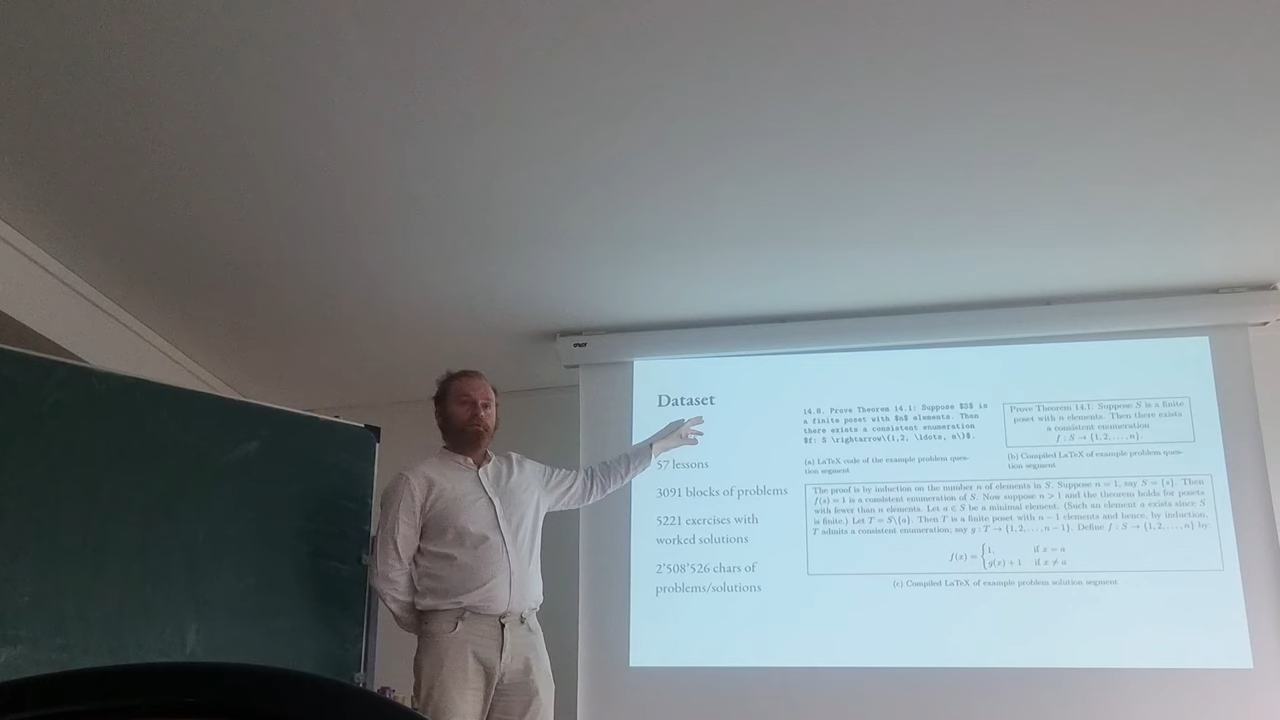 Dataset
57 lessons
3091 blocks of problems
5221 exercises with
worked solutions
2'508'526 chars of
problems/solutions
14.8. Prove Theorem 14.1: Suppose $S$ is
a finite poset with $n$ elements. Then
there exists a consistent enumeration
$f: S \rightarrow\{1,2, \ldots, n\}$.
(a) LaTeX code of the example problem ques-
tion segment
Prove Theorem 14.1: Suppose S is a finite
poset with n elements. Then there exists
a consistent enumeration
f : S → {1, 2, . . . , n}.
(b) Compiled LaTeX of example problem ques-
tion segment
The proof is by induction on the number n of elements in S. Suppose n = 1, say S = {s}. Then
f(s) = 1 is a consistent enumeration of S. Now suppose n > 1 and the theorem holds for posets
with fewer than n elements. Let a ∈ S be a minimal element. (Such an element a exists since S
is finite.) Let T = S\{a}. Then T is a finite poset with n − 1 elements and hence, by induction,
T admits a consistent enumeration; say g : T → {1, 2, . . . , n − 1}. Define f : S → {1, 2, . . . , n} by:
f(x) = { 1, if x = a
g(x) + 1 if x ≠ a
(c) Compiled LaTeX of example problem solution segment